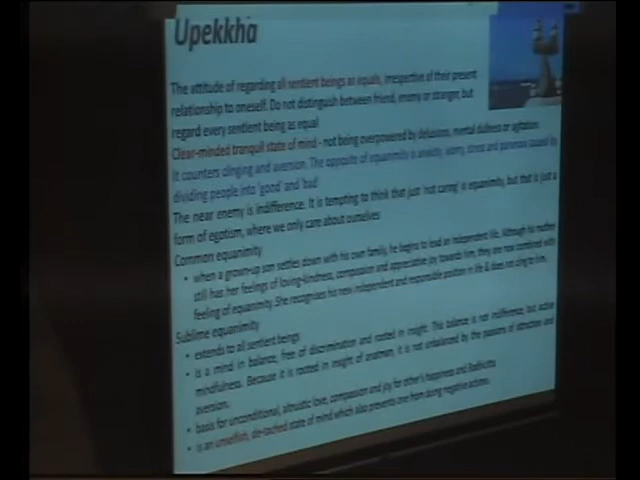 Upekkha
The attitude of regarding all sentient beings as equals, irrespective of their present
relationship to oneself. Do not distinguish between friend, enemy or stranger, but
regard every sentient being as equal
Clear-minded tranquil state of mind - not being overpowered by delusions, mental dullness or agitation.
It counters clinging and aversion. The opposite of equanimity is anxiety, worry, stress and paranoia caused by
dividing people into 'good' and 'bad'
The near enemy is indifference. It is tempting to think that just 'not caring' is equanimity, but that is just a
form of egotism, where we only care about ourselves
Common equanimity
• when a grown-up son settles down with his own family, he begins to lead an independent life. Although his mother
still has her feelings of loving-kindness, compassion and appreciative joy towards him, they are now combined with
feeling of equanimity. She recognises his new independent and responsible position in life & does not cling to him.
Sublime equanimity
• extends to all sentient beings
• is a mind in balance, free of discrimination and rooted in insight. This balance is not indifference, but active
mindfulness. Because it is rooted in insight of anattam, it is not unbalanced by the passions of attraction and
aversion.
• basis for unconditional, altruistic love, compassion and joy for other's happiness and Bodhicitta
• is an unselfish, de-tached state of mind which also prevents one from doing negative actions.